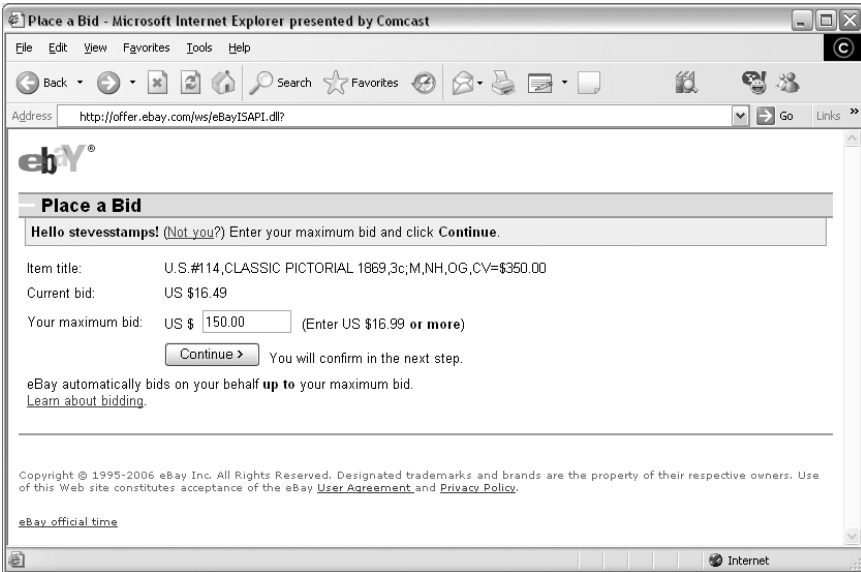 Place a Bid - Microsoft Internet Explorer presented by Comcast
File Edit View Favorites Tools Help
Back Search Favorites
Address http://offer.ebay.com/ws/eBayISAPI.dll? Go Links »
ebY®
Place a Bid
Hello stevesstamps! (Not you?) Enter your maximum bid and click Continue.
Item title: U.S.#114,CLASSIC PICTORIAL 1869,3c;M,NH,OG,CV=$350.00
Current bid: US $16.49
Your maximum bid: US $ 150.00 (Enter US $16.99 or more)
Continue > You will confirm in the next step.
eBay automatically bids on your behalf up to your maximum bid.
Learn about bidding.
Copyright © 1995-2006 eBay Inc. All Rights Reserved. Designated trademarks and brands are the property of their respective owners. Use
of this Web site constitutes acceptance of the eBay User Agreement and Privacy Policy.
eBay official time
Internet